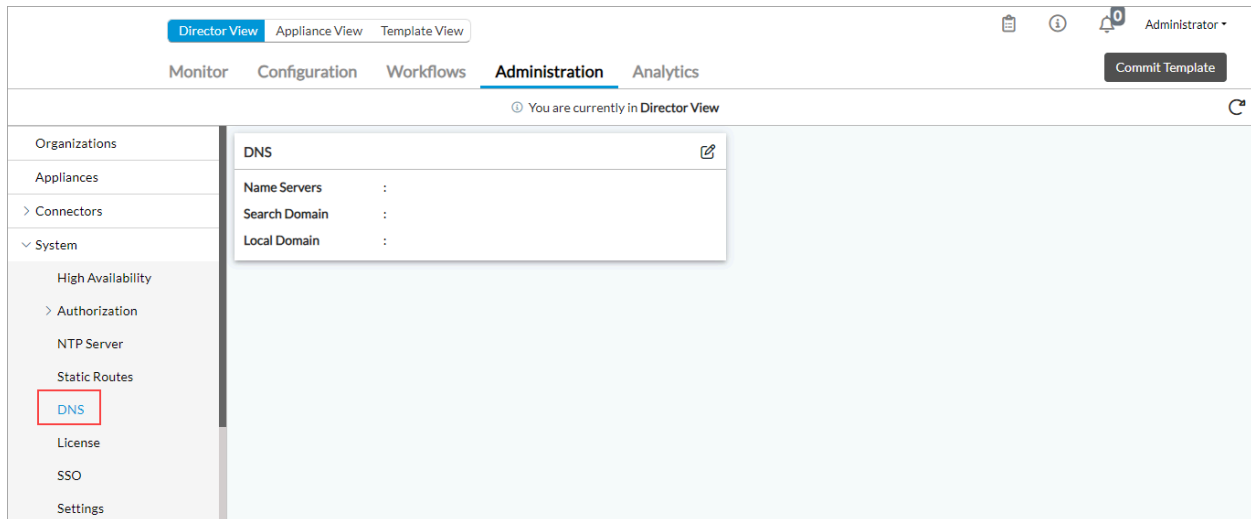 Director View Appliance View Template View
0
Administrator
Monitor Configuration Workflows Administration Analytics
Commit Template
You are currently in Director View
Organizations
Appliances
Connectors
System
High Availability
Authorization
NTP Server
Static Routes
DNS
License
SSO
Settings
DNS
Name Servers :
Search Domain :
Local Domain :